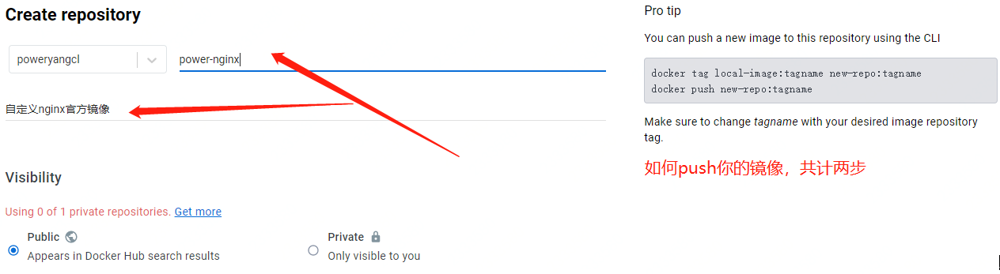 Create repository
poweryangcl
power-nginx
自定义nginx官方镜像
Visibility
Using 0 of 1 private repositories. Get more
Public
Appears in Docker Hub search results
Private
Only visible to you
Pro tip
You can push a new image to this repository using the CLI
docker tag local-image:tagname new-repo:tagname
docker push new-repo:tagname
Make sure to change tagname with your desired image repository
tag.
如何push你的镜像，共计两步